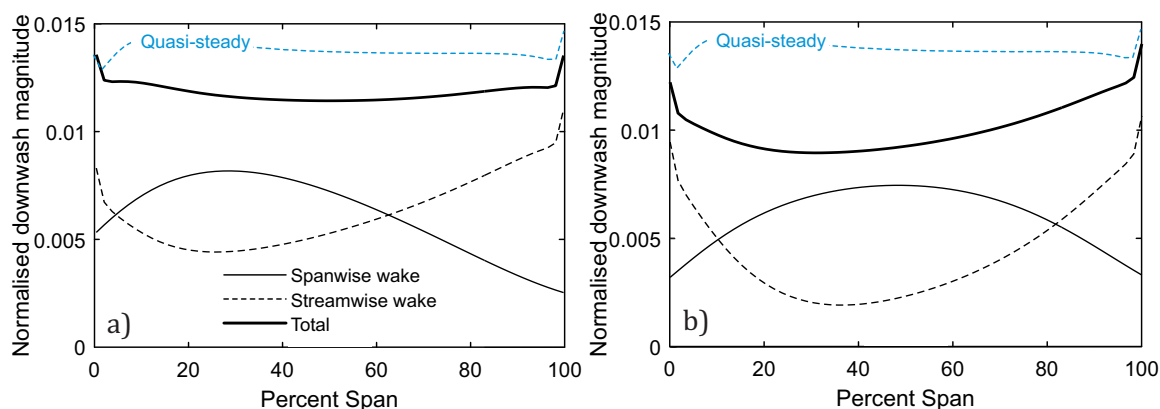 0.015
Quasi-steady
0.01
0.005
0
Normalised downwash magnitude
Spanwise wake
Streamwise wake
Total
a)
0 20 40 60 80 100
Percent Span
0.015
Quasi-steady
0.01
0.005
0
Normalised downwash magnitude
b)
0 20 40 60 80 100
Percent Span